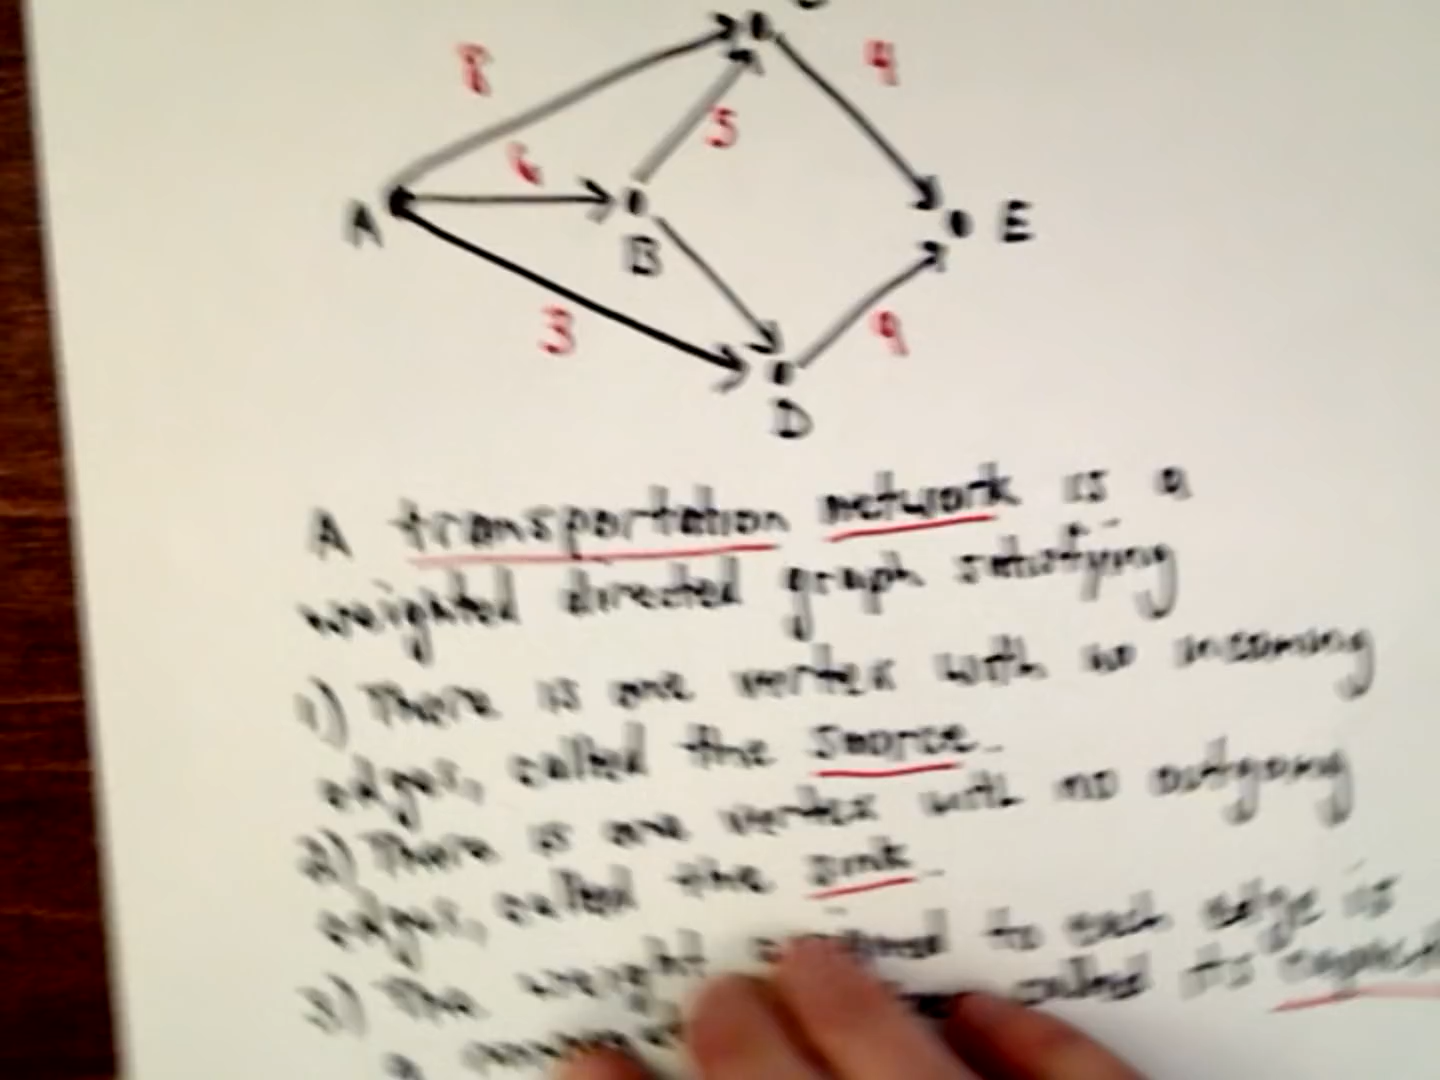 8
4
5
6
A
B
E
3
9
D
A transportation network is a
weighted directed graph satisfying
1) There is one vertex with no incoming
edges, called the source.
2) There is one vertex with no outgoing
edges, called the sink.
3) The weight assigned to each edge is
a called its